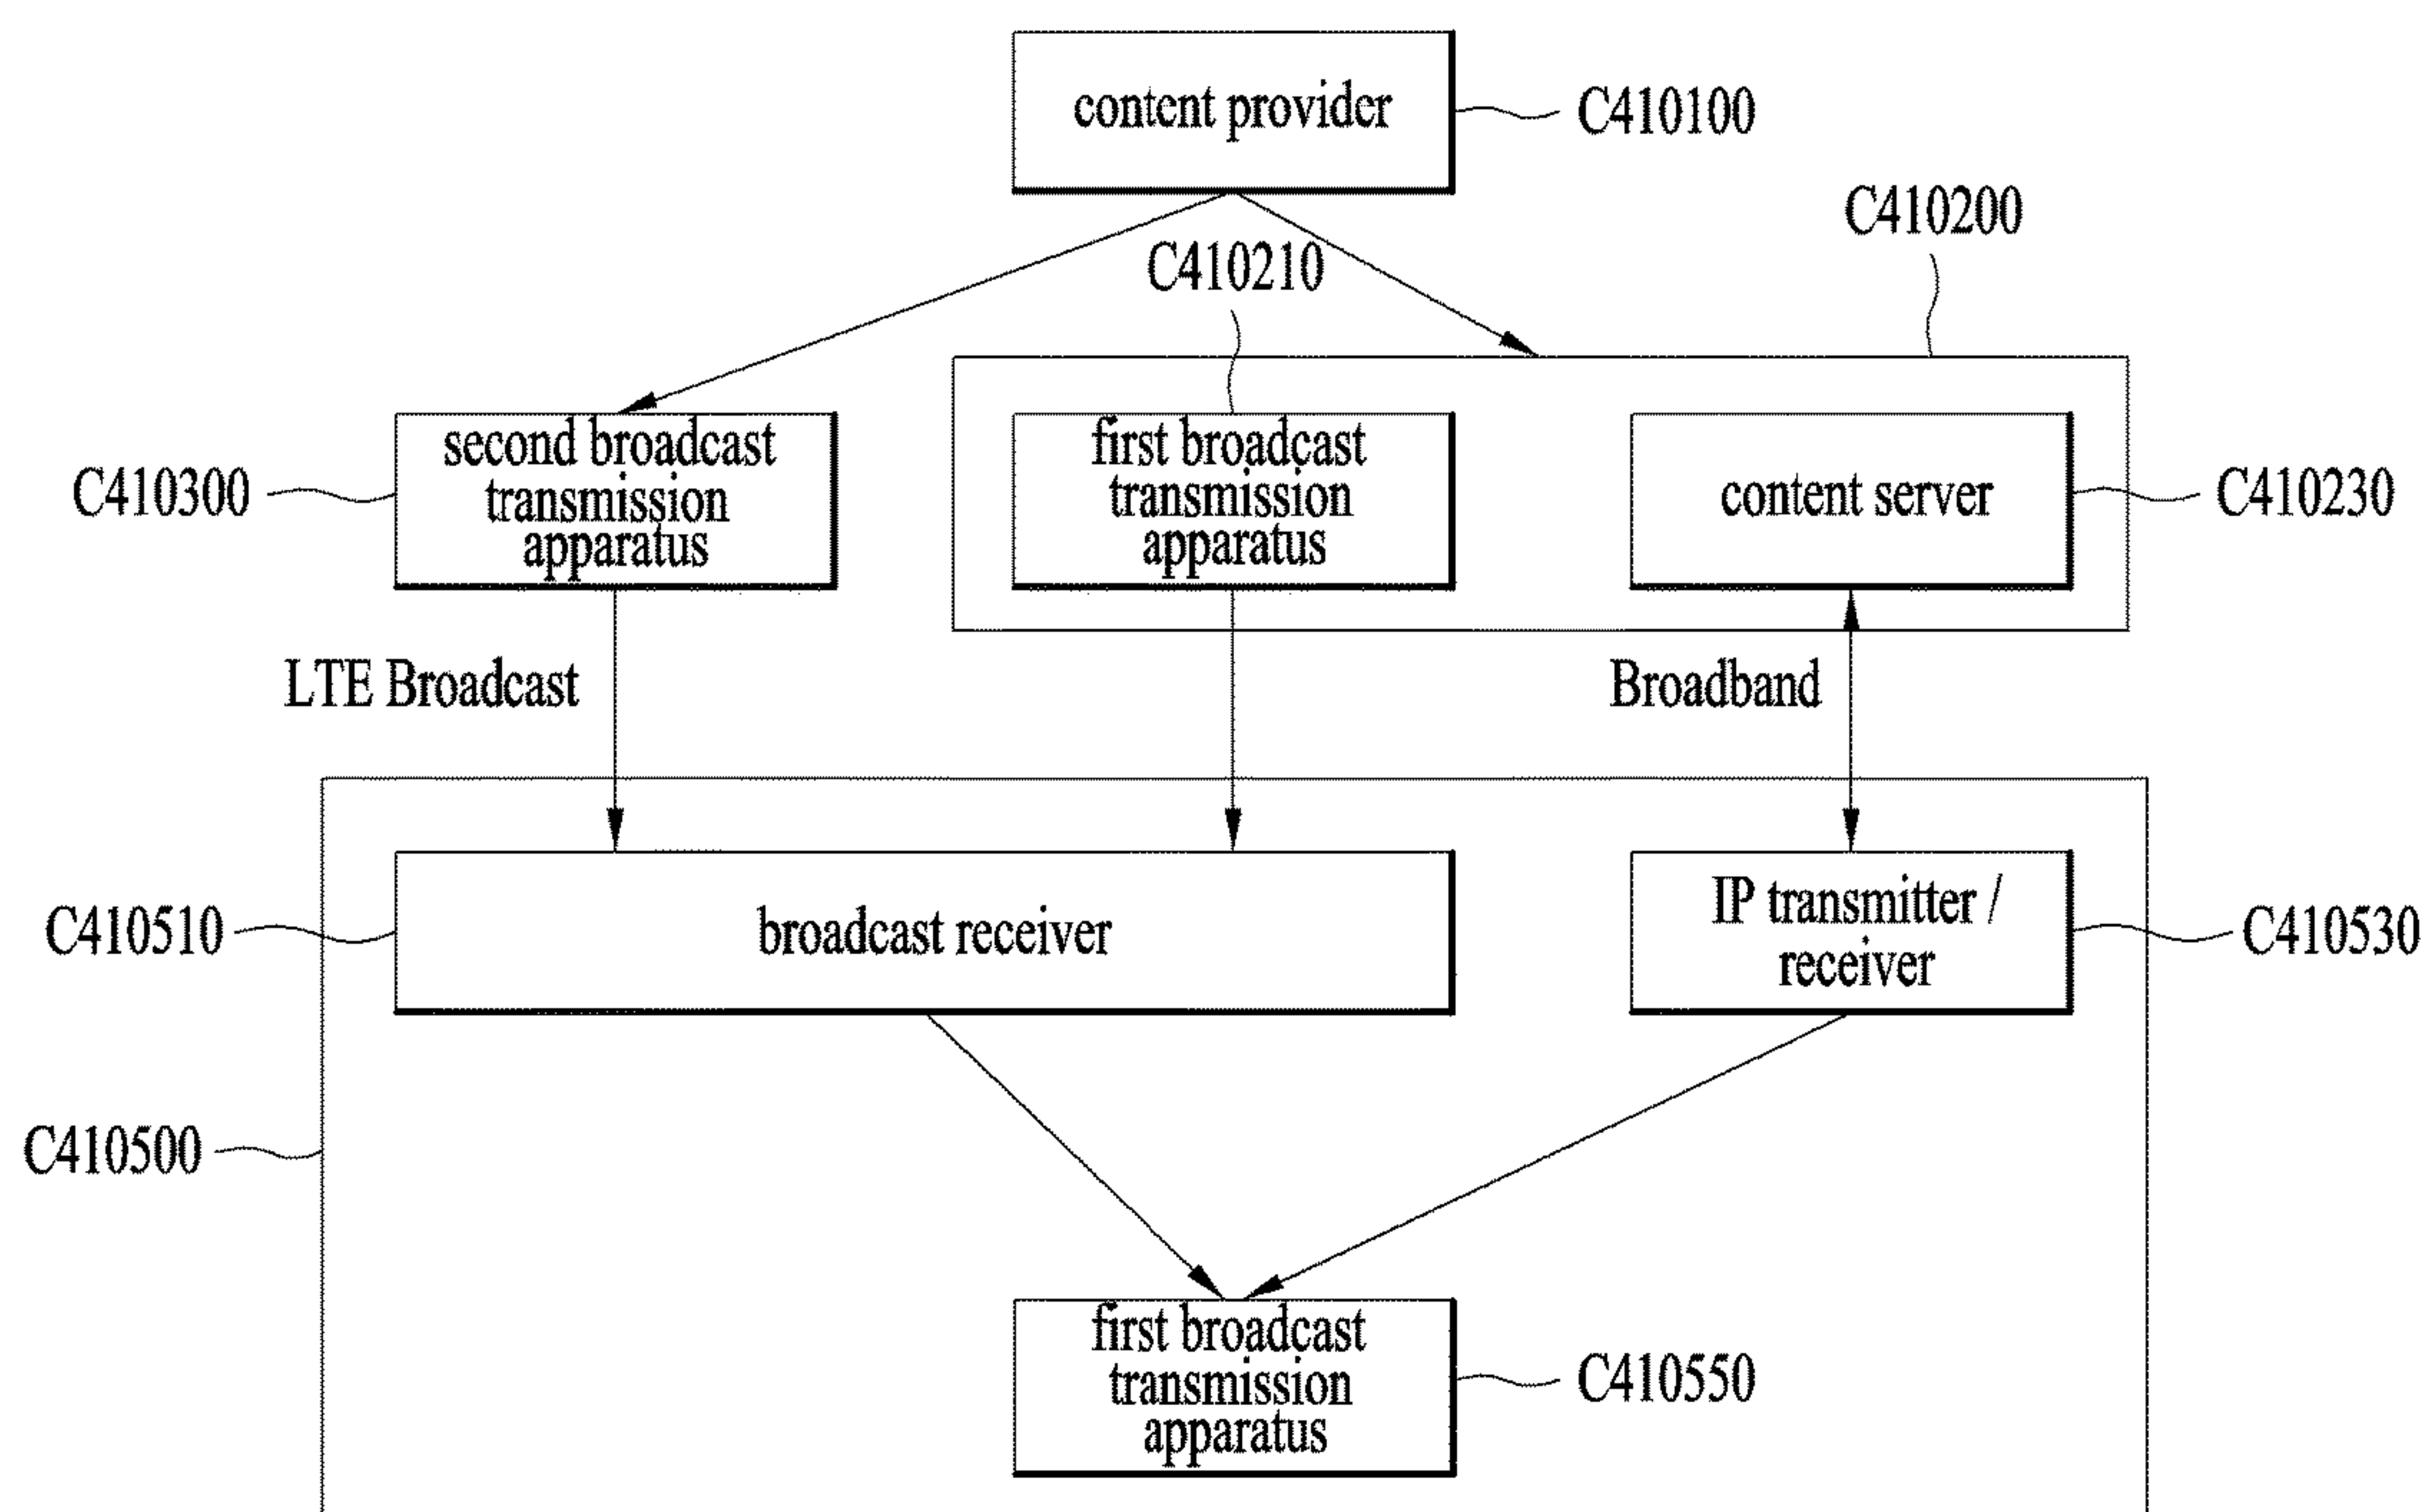 content provider
C410100
C410200
C410210
second broadcast
transmission
apparatus
C410300
first broadcast
transmission
apparatus
content server
C410230
LTE Broadcast
Broadband
C410510
broadcast receiver
IP transmitter /
receiver
C410530
C410500
first broadcast
transmission
apparatus
C410550